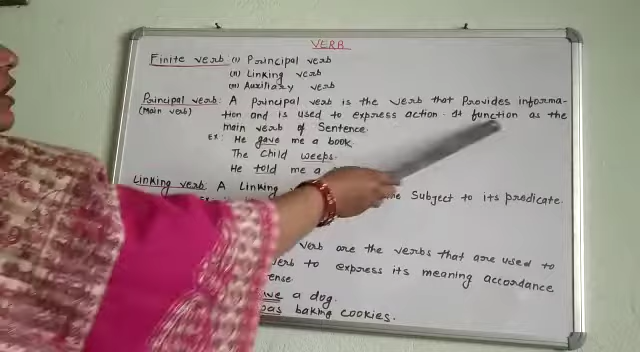 VERB
Finite verb: (i) Principal verb
(ii) Linking verb
(iii) Auxiliary verb
Principal verb: A Principal verb is the verb that Provides informa-
(Main verb) tion and is used to express action. It function as the
main verb of Sentence.
Ex: He gave me a book.
The Child weeps.
He told me a
Linking verb: A Linking Subject to its predicate.
verb are the verbs that are used to
verb to express its meaning accordance
a dog.
baking cookies.